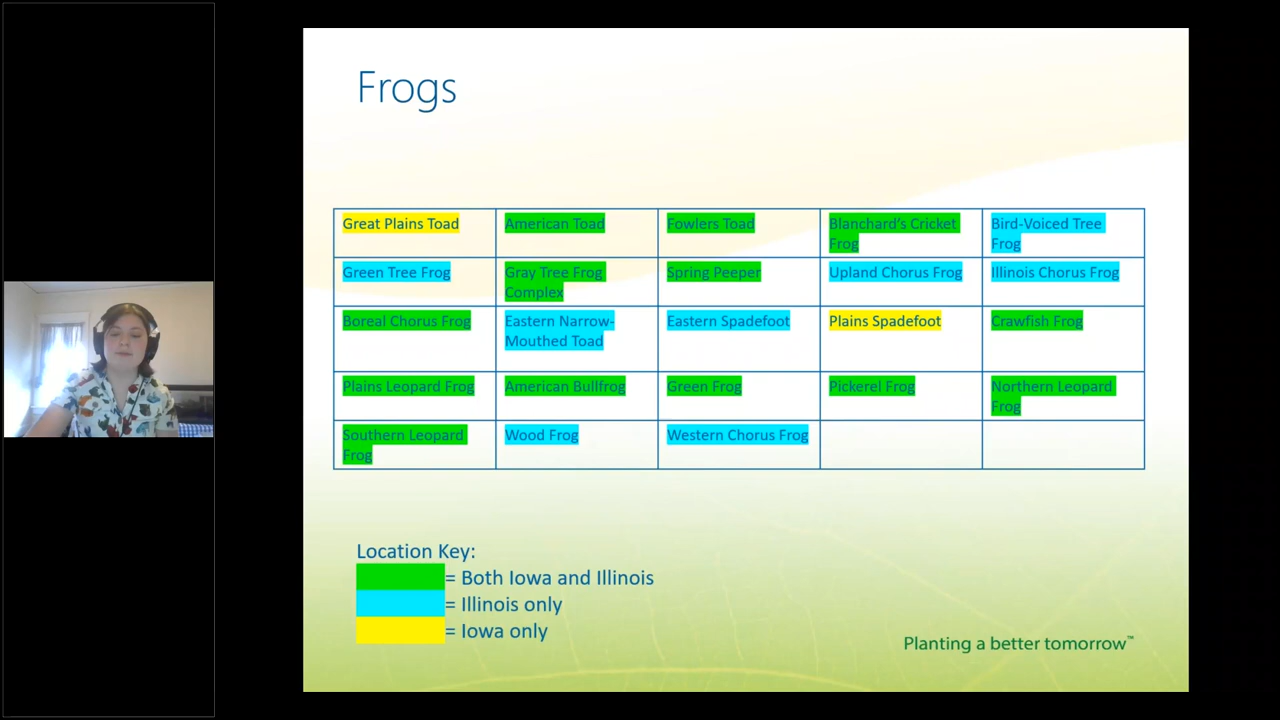 Frogs
Great Plains Toad
American Toad
Fowlers Toad
Blanchard's Cricket
Frog
Bird-Voiced Tree
Frog
Green Tree Frog
Gray Tree Frog
Complex
Spring Peeper
Upland Chorus Frog
Illinois Chorus Frog
Boreal Chorus Frog
Eastern Narrow-
Mouthed Toad
Eastern Spadefoot
Plains Spadefoot
Crawfish Frog
Plains Leopard Frog
American Bullfrog
Green Frog
Pickerel Frog
Northern Leopard
Frog
Southern Leopard
Frog
Wood Frog
Western Chorus Frog
Location Key:
= Both Iowa and Illinois
= Illinois only
= Iowa only
Planting a better tomorrow™